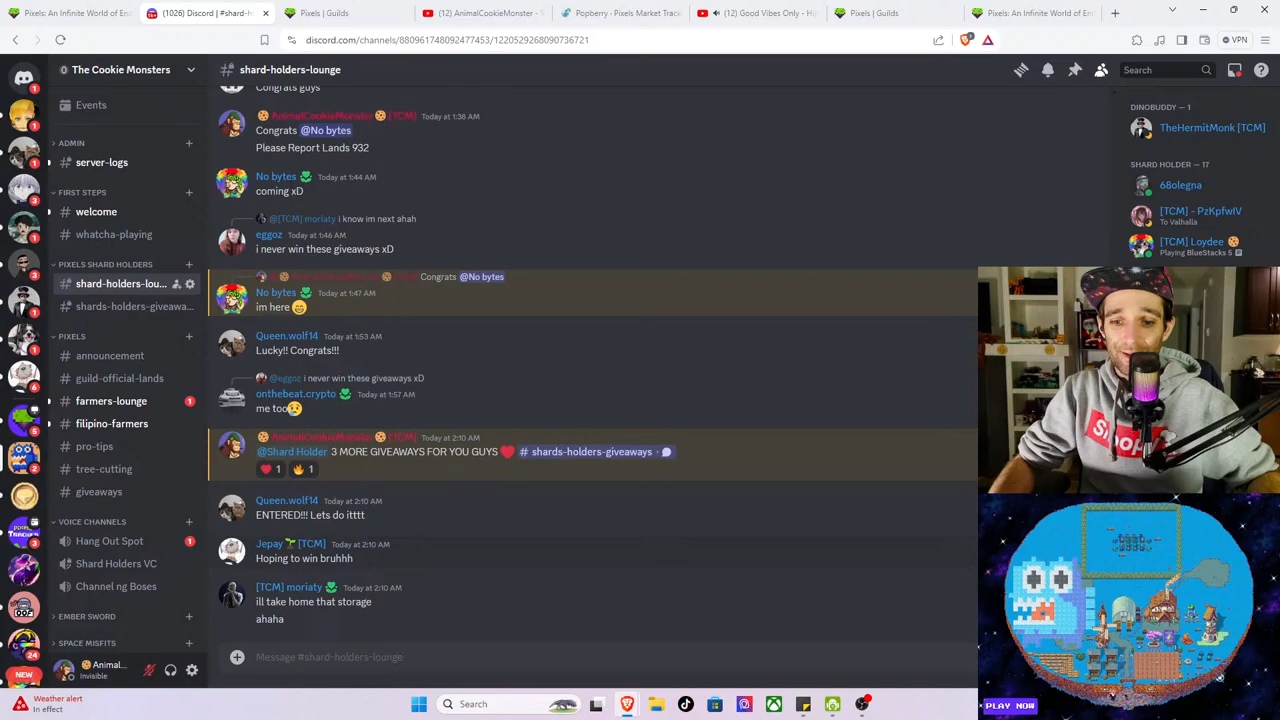 Pixels: An Infinite World of En
(1026) Discord | #shard-h
Pixels | Guilds
(12) AnimalCookieMonster -
Popberry - Pixels Market Track
(12) Good Vibes Only - Hi
Pixels | Guilds
Pixels: An Infinite World of En
discord.com/channels/880961748092477453/1220529268090736721
VPN
The Cookie Monsters
shard-holders-lounge
Search
Events
ADMIN
server-logs
FIRST STEPS
welcome
whatcha-playing
PIXELS SHARD HOLDERS
shard-holders-lou...
shards-holders-giveawa...
PIXELS
announcement
guild-official-lands
farmers-lounge 1
filipino-farmers
pro-tips
tree-cutting
giveaways
VOICE CHANNELS
Hang Out Spot 1
Shard Holders VC
Channel ng Boses
EMBER SWORD
SPACE MISFITS
Animal...
Invisible
NEW
Congrats guys
AnimalCookieMonster [TCM] Today at 1:38 AM
Congrats @No bytes
Please Report Lands 932
No bytes Today at 1:44 AM
coming xD
@[TCM] moriaty i know im next ahah
eggoz Today at 1:46 AM
i never win these giveaways xD
Congrats @No bytes
No bytes Today at 1:47 AM
im here
Queen.wolf14 Today at 1:53 AM
Lucky!! Congrats!!!
@eggoz i never win these giveaways xD
onthebeat.crypto Today at 1:57 AM
me too
AnimalCookieMonster [TCM] Today at 2:10 AM
@Shard Holder 3 MORE GIVEAWAYS FOR YOU GUYS # shards-holders-giveaways
1 1
Queen.wolf14 Today at 2:10 AM
ENTERED!!! Lets do itttt
Jepay [TCM] Today at 2:10 AM
Hoping to win bruhhh
[TCM] moriaty Today at 2:10 AM
ill take home that storage
ahaha
Message #shard-holders-lounge
DINOBUDDY — 1
TheHermitMonk [TCM]
SHARD HOLDER — 17
68olegna
[TCM] - PzKpfwIV
To Valhalla
[TCM] Loydee
Playing BlueStacks 5
PLAY NOW
Weather alert
In effect
Search